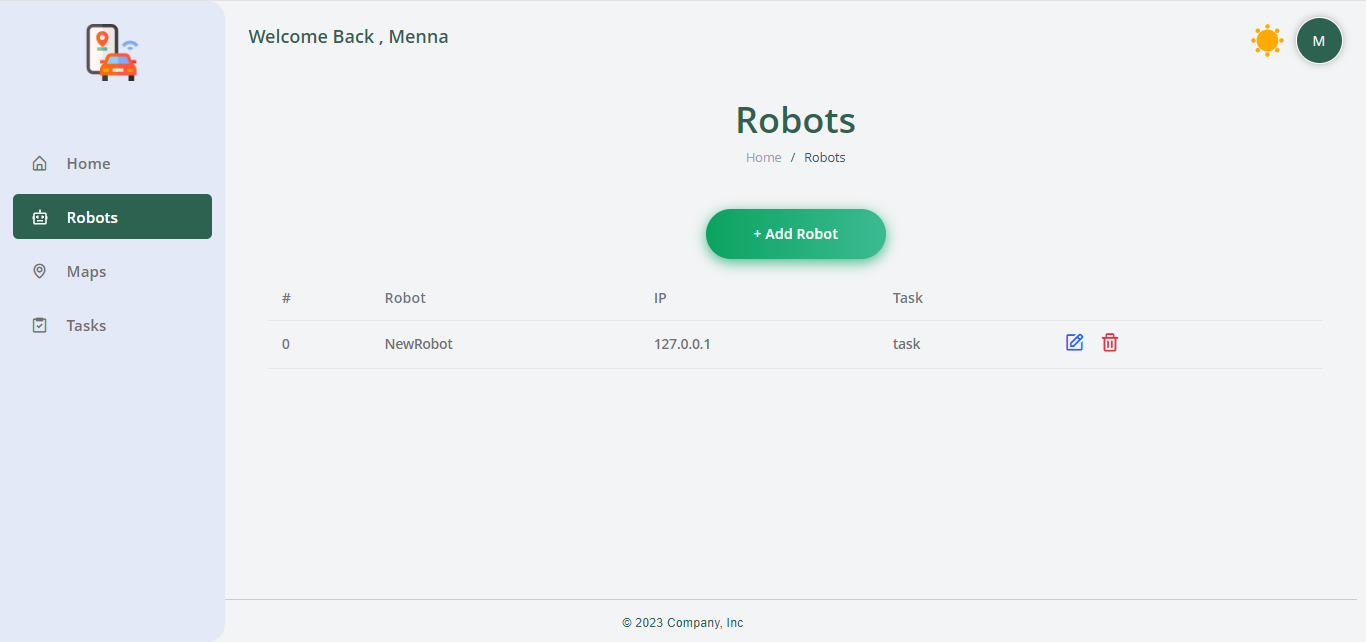 Welcome Back , Menna
M
Home
Robots
Maps
Tasks
Robots
Home / Robots
+ Add Robot
# Robot IP Task
0 NewRobot 127.0.0.1 task
© 2023 Company, Inc